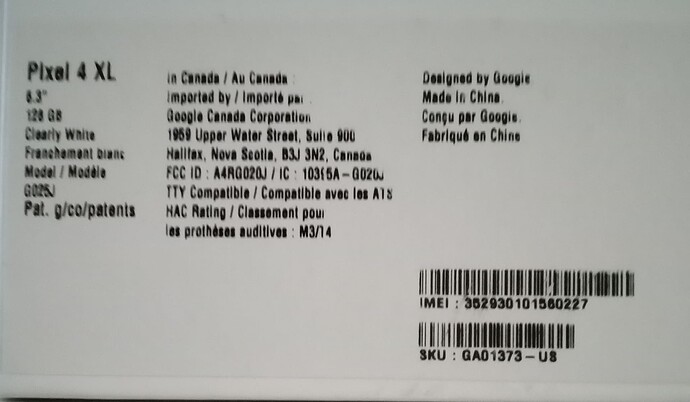 Pixel 4 XL
6.3"
128 GB
Clearly White
Franchement blanc
Model / Modèle
G025J
Pat. g/co/patents
in Canada / Au Canada :
Imported by / Importé par :
Google Canada Corporation
1959 Upper Water Street, Suite 900
Halifax, Nova Scotia, B3J 3N2, Canada
FCC ID : A4RG020J / IC : 10395A-G020J
TTY Compatible / Compatible avec les ATS
HAC Rating / Classement pour
les prothèses auditives : M3/T4
Designed by Google.
Made in China.
Conçu par Google.
Fabriqué en Chine
IMEI : 352930101560227
SKU : GA01373-US